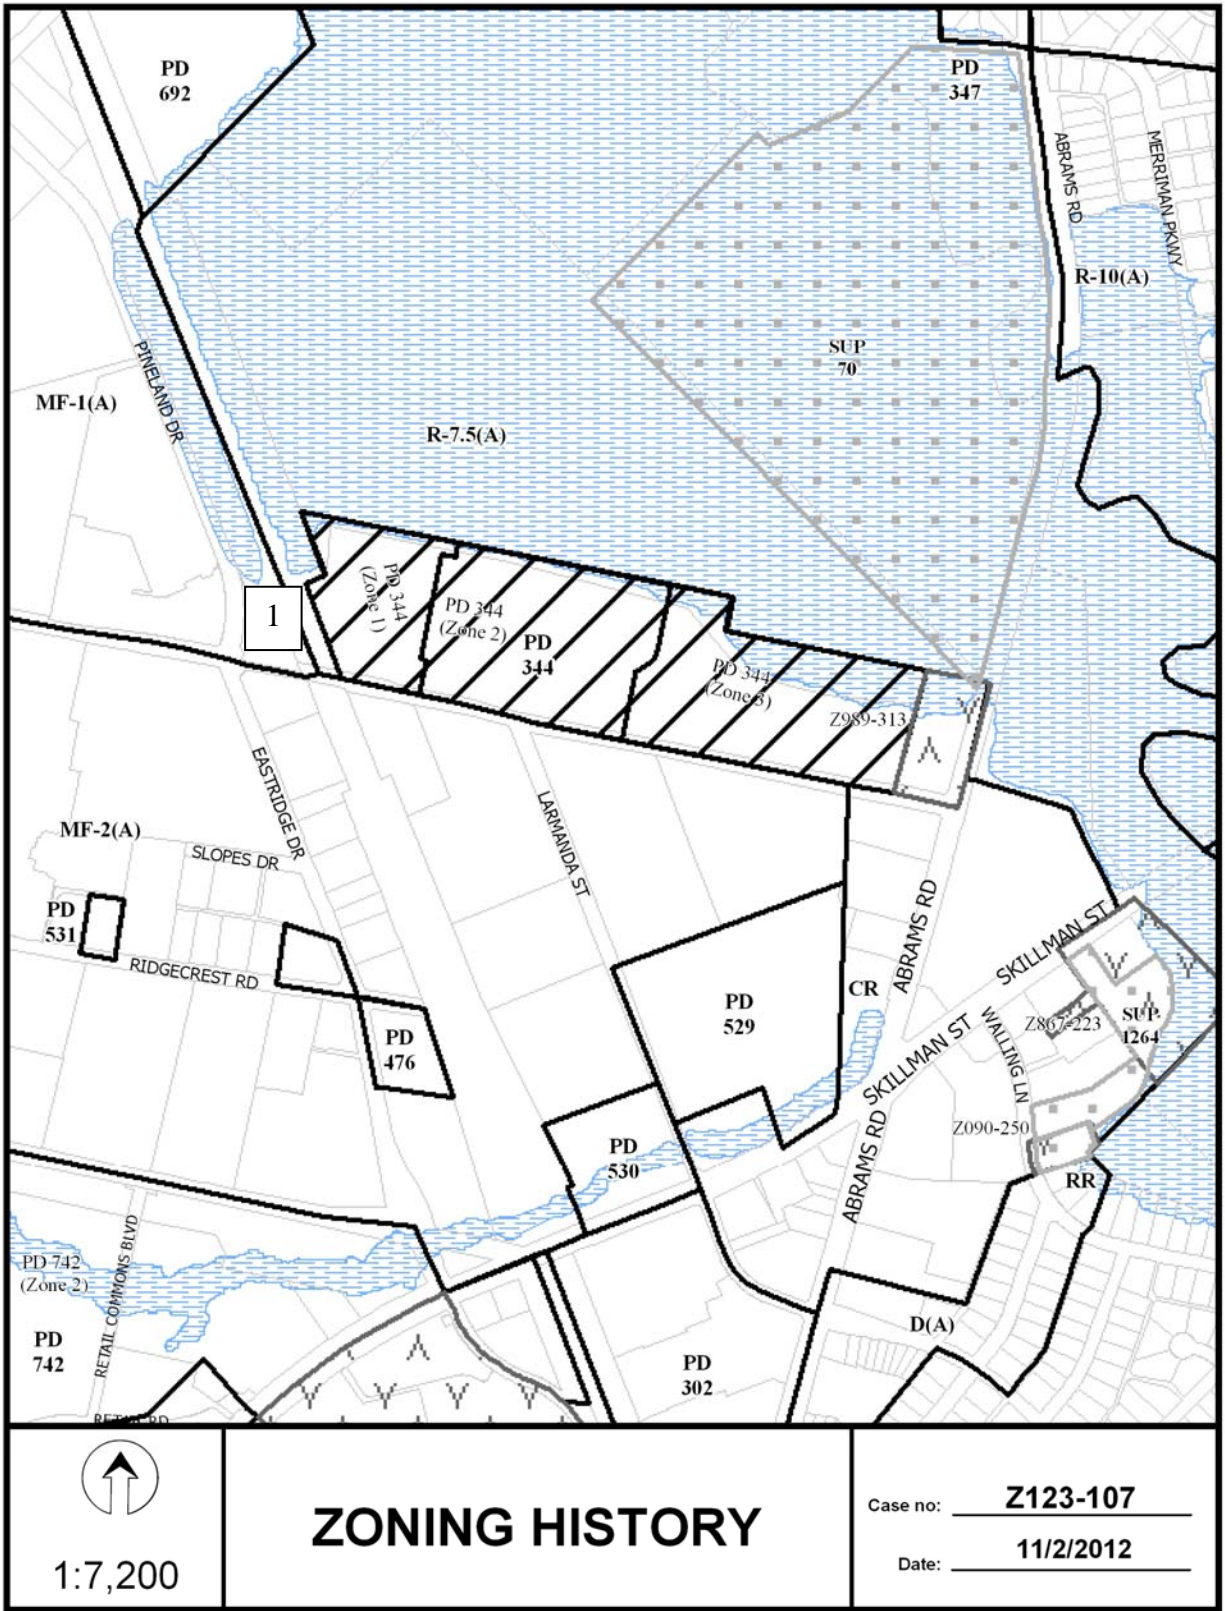 PD
692
PD
347
ABRAMS RD
MERRIMAN PKWY
R-10(A)
PINELAND DR
SUP
70
MF-1(A)
R-7.5(A)
1
PD 344
(Zone 1)
PD 344
(Zone 2)
PD
344
PD 344
(Zone 3)
Z989-313
EASTRIDGE DR
LARMANDA ST
MF-2(A)
SLOPES DR
PD
531
RIDGECREST RD
ABRAMS RD
SKILLMAN ST
CR
PD
529
PD
476
SKILLMAN ST
WALLING LN
Z867-223
SUP
1264
Z090-250
PD
530
ABRAMS RD
RR
RETAIL COMMONS BLVD
PD 742
(Zone 2)
PD
742
D(A)
PD
302
1:7,200
ZONING HISTORY
Case no: Z123-107
Date: 11/2/2012